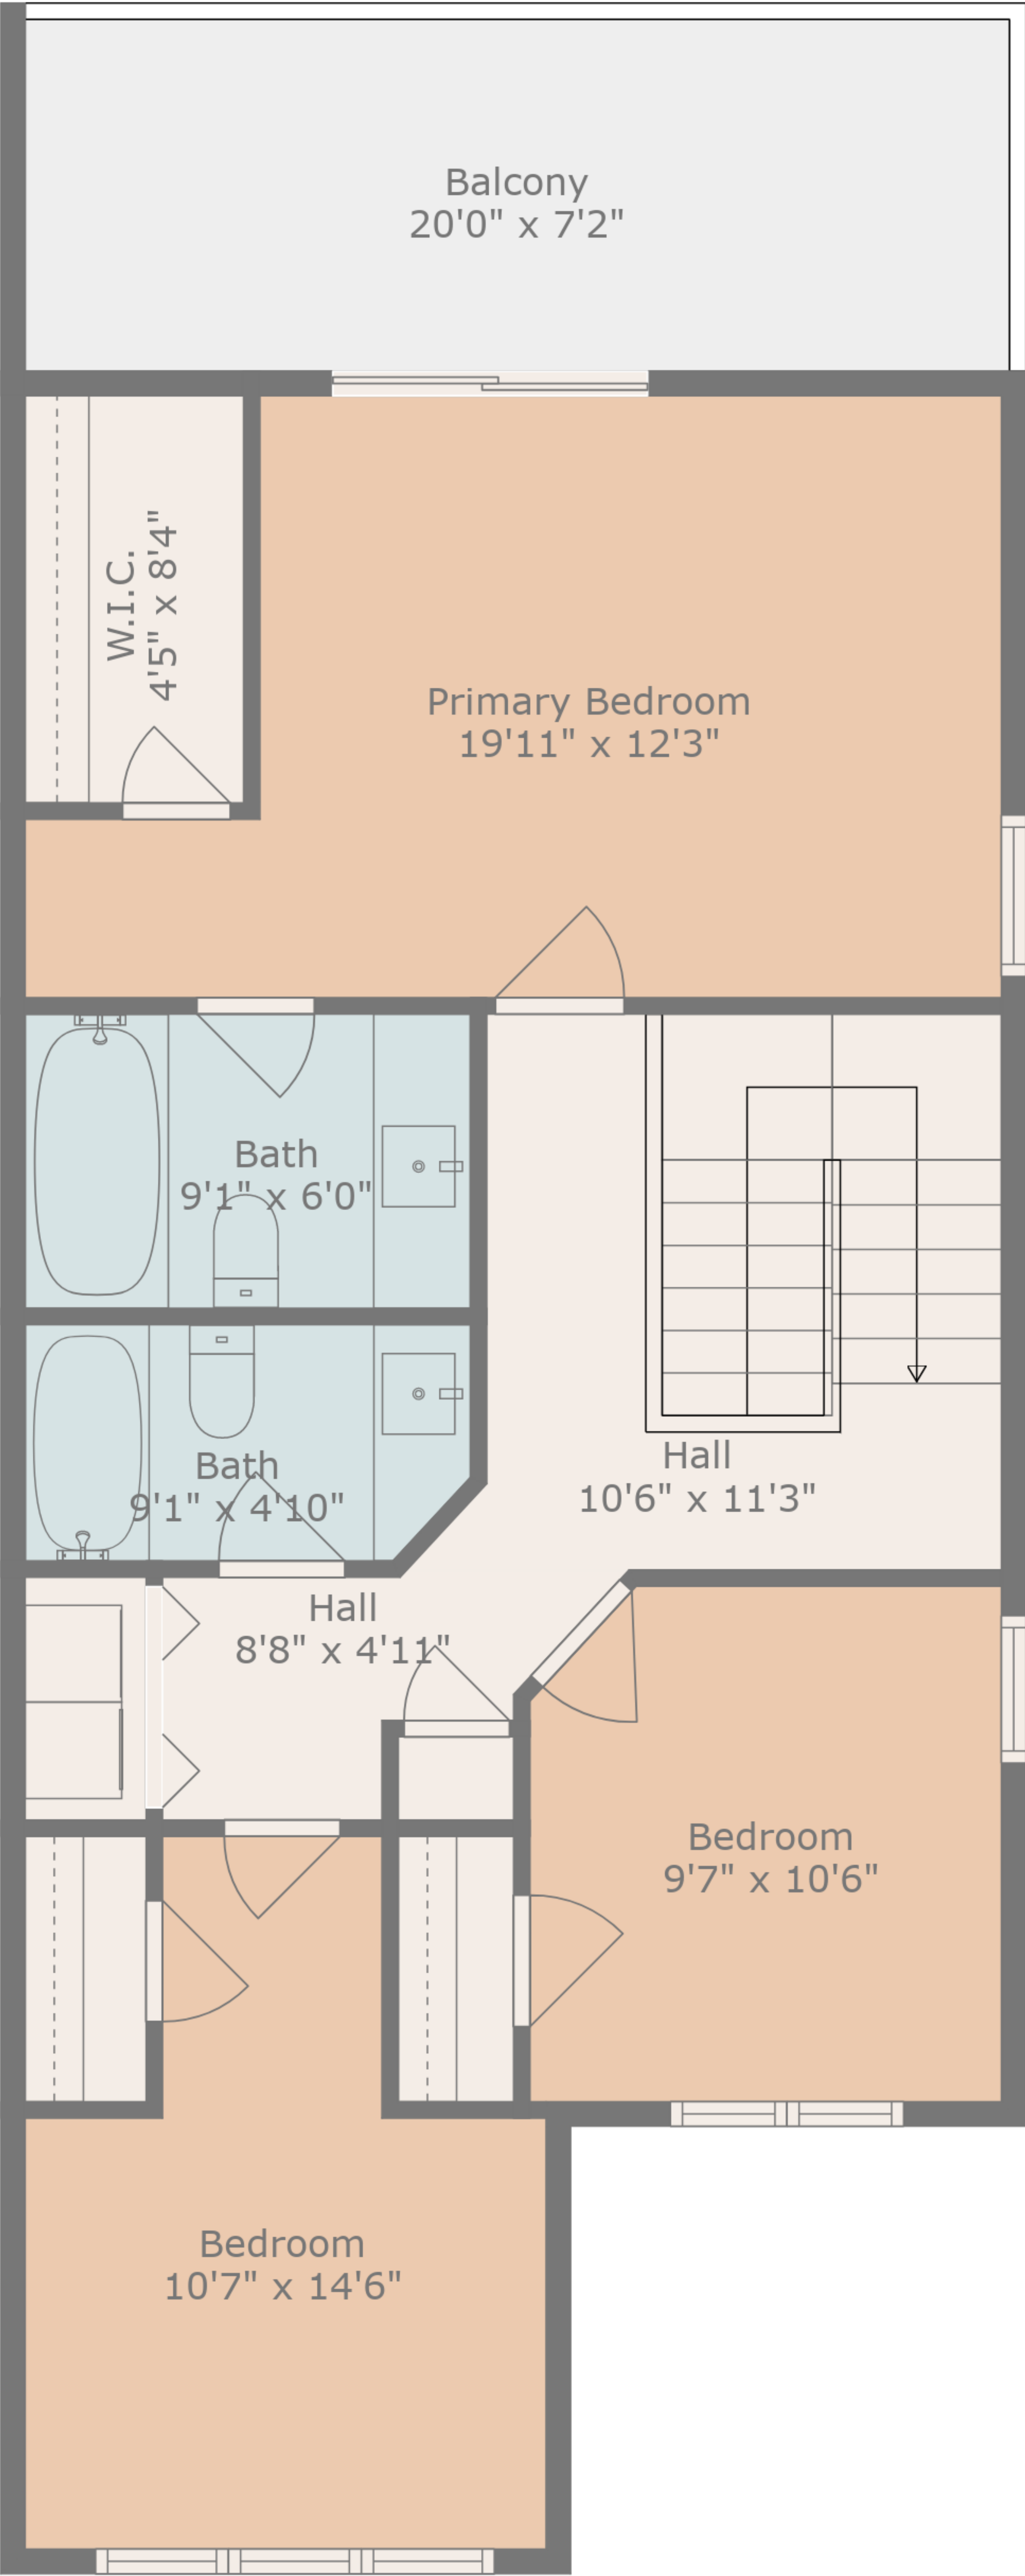 Balcony
20'0" x 7'2"
W.I.C.
4'5" x 8'4"
Primary Bedroom
19'11" x 12'3"
Bath
9'1" x 6'0"
Bath
9'1" x 4'10"
Hall
10'6" x 11'3"
Hall
8'8" x 4'11"
Bedroom
9'7" x 10'6"
Bedroom
10'7" x 14'6"